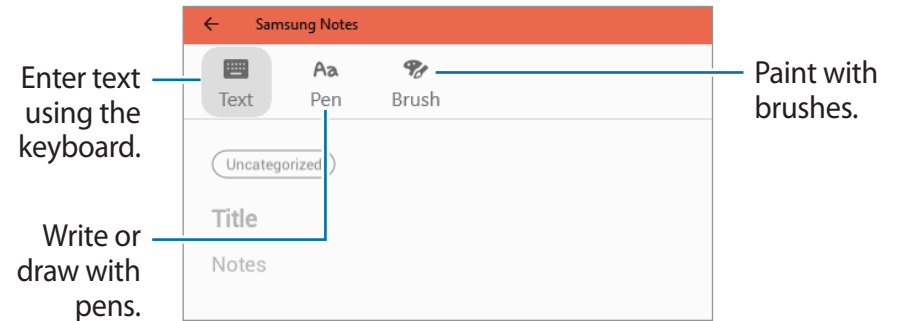 Samsung Notes
Enter text
using the
keyboard.
Aa
Text
Pen
Brush
Paint with
brushes.
Uncategorized
Title
Write or
draw with
pens.
Notes